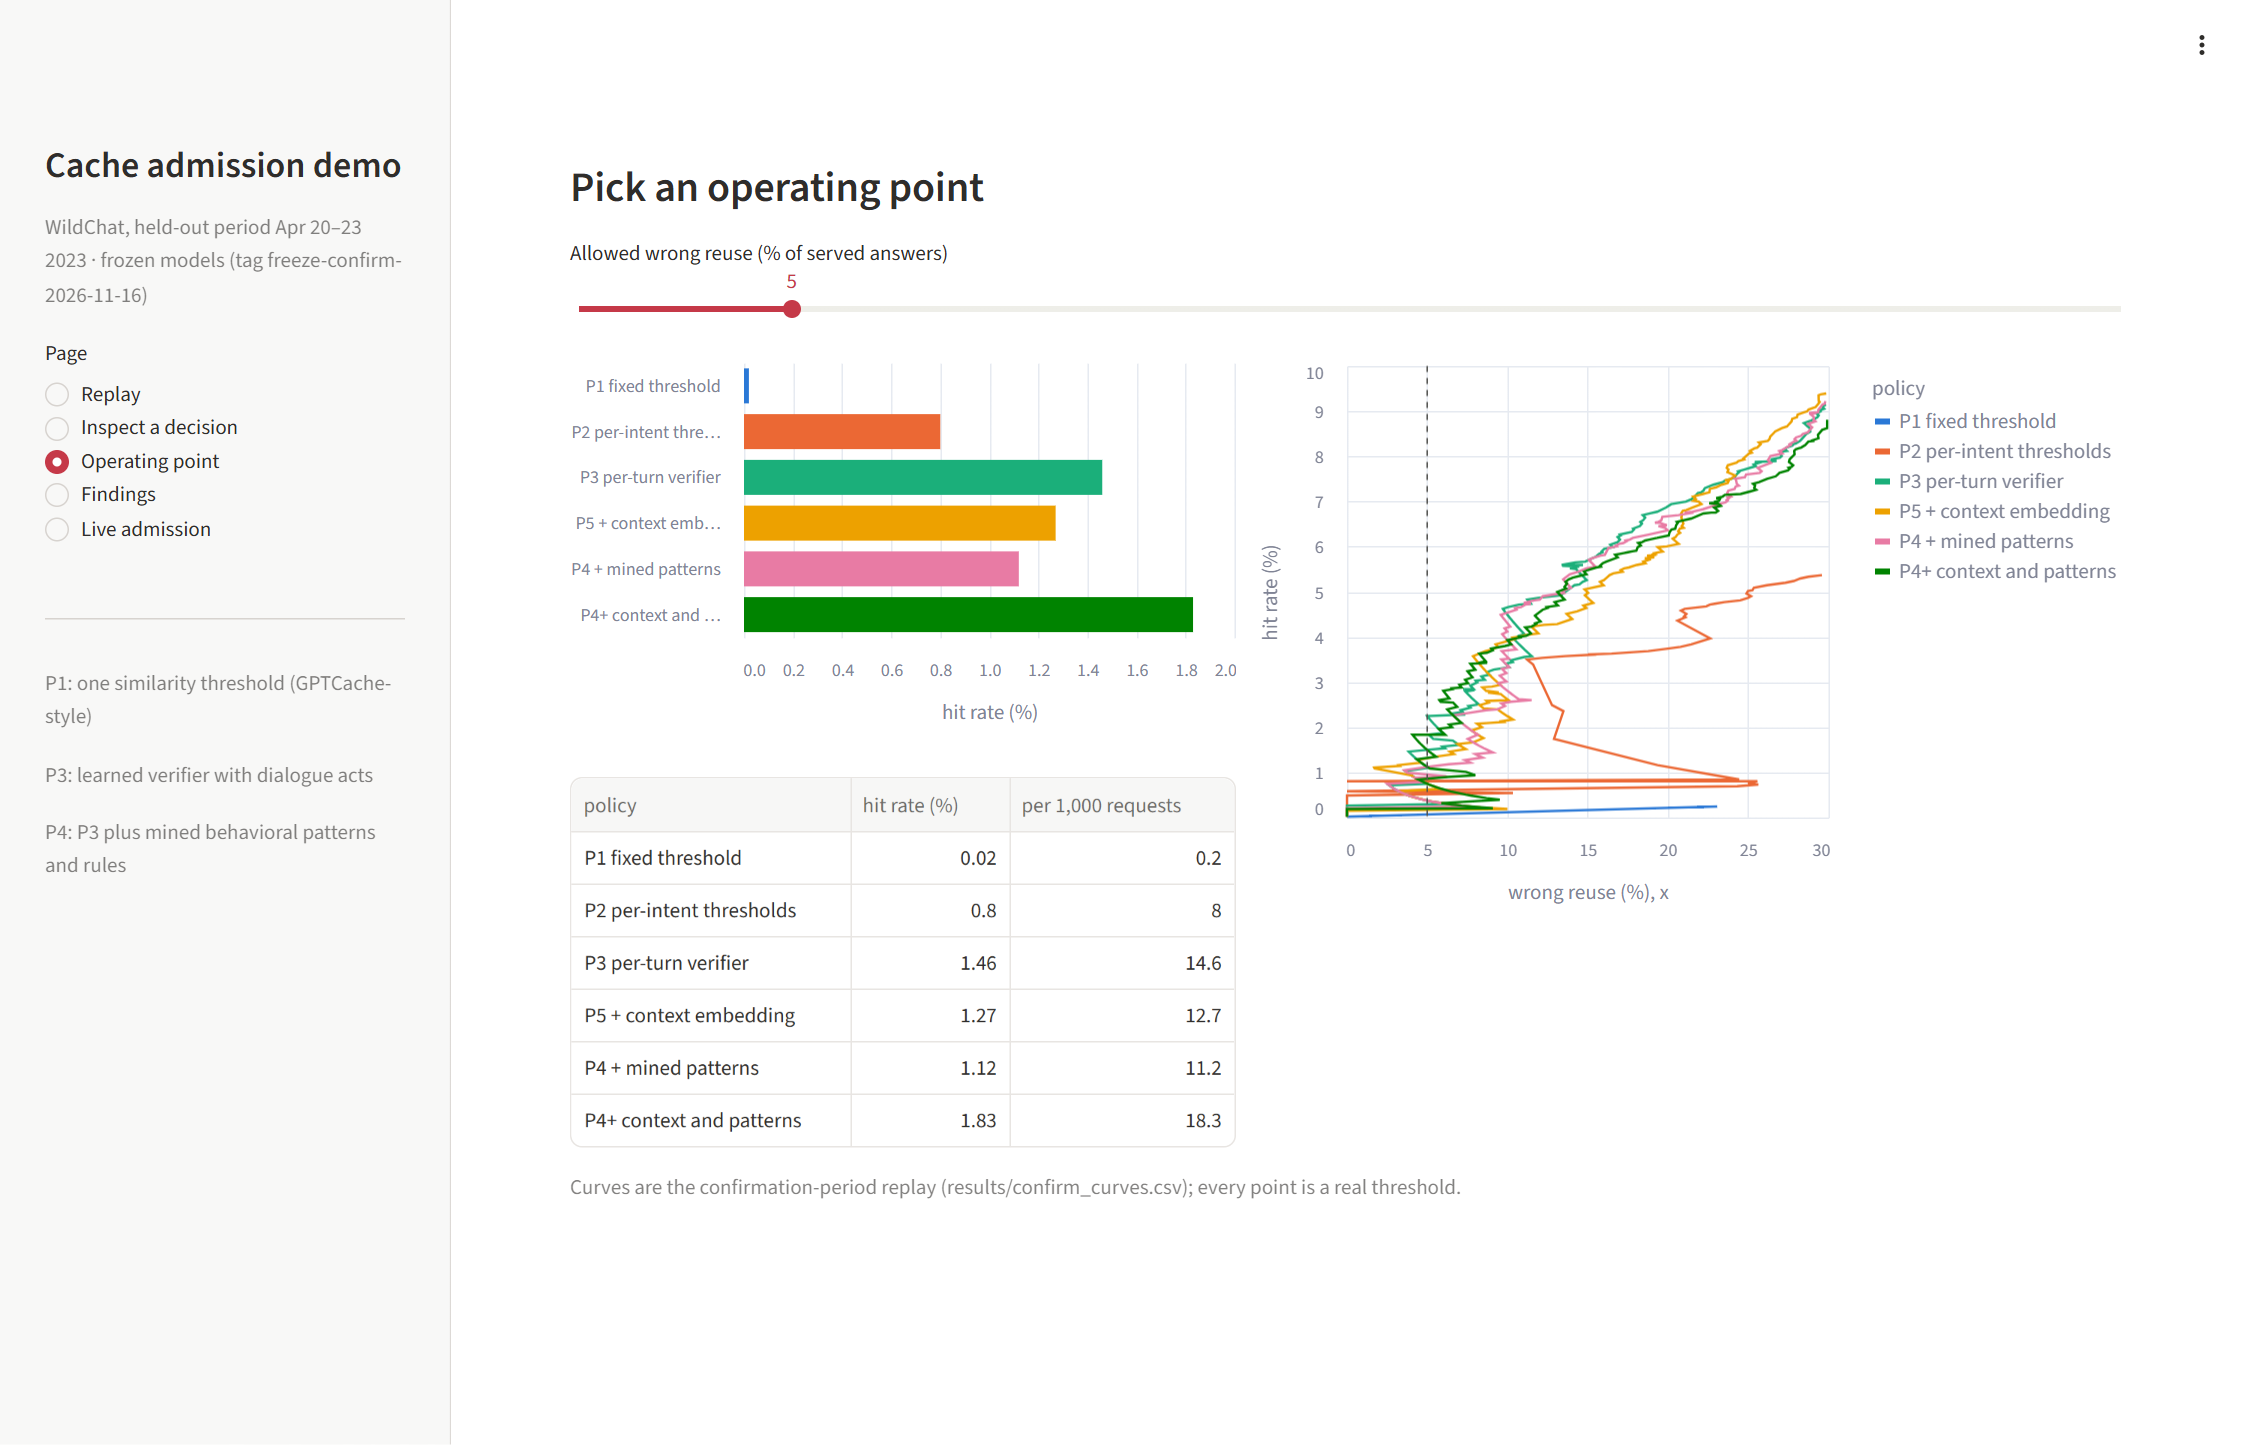 Cache admission demo
WildChat, held-out period Apr 20–23
2023 · frozen models (tag freeze-confirm-
2026-11-16)
Page
Replay
Inspect a decision
Operating point
Findings
Live admission
P1: one similarity threshold (GPTCache-
style)
P3: learned verifier with dialogue acts
P4: P3 plus mined behavioral patterns
and rules
Pick an operating point
Allowed wrong reuse (% of served answers)
5
P1 fixed threshold
P2 per-intent thre…
P3 per-turn verifier
P5 + context emb…
P4 + mined patterns
P4+ context and …
0.0 0.2 0.4 0.6 0.8 1.0 1.2 1.4 1.6 1.8 2.0
hit rate (%)
policy hit rate (%) per 1,000 requests
P1 fixed threshold 0.02 0.2
P2 per-intent thresholds 0.8 8
P3 per-turn verifier 1.46 14.6
P5 + context embedding 1.27 12.7
P4 + mined patterns 1.12 11.2
P4+ context and patterns 1.83 18.3
hit rate (%)
10
9
8
7
6
5
4
3
2
1
0
0 5 10 15 20 25 30
wrong reuse (%), x
policy
P1 fixed threshold
P2 per-intent thresholds
P3 per-turn verifier
P5 + context embedding
P4 + mined patterns
P4+ context and patterns
Curves are the confirmation-period replay (results/confirm_curves.csv); every point is a real threshold.